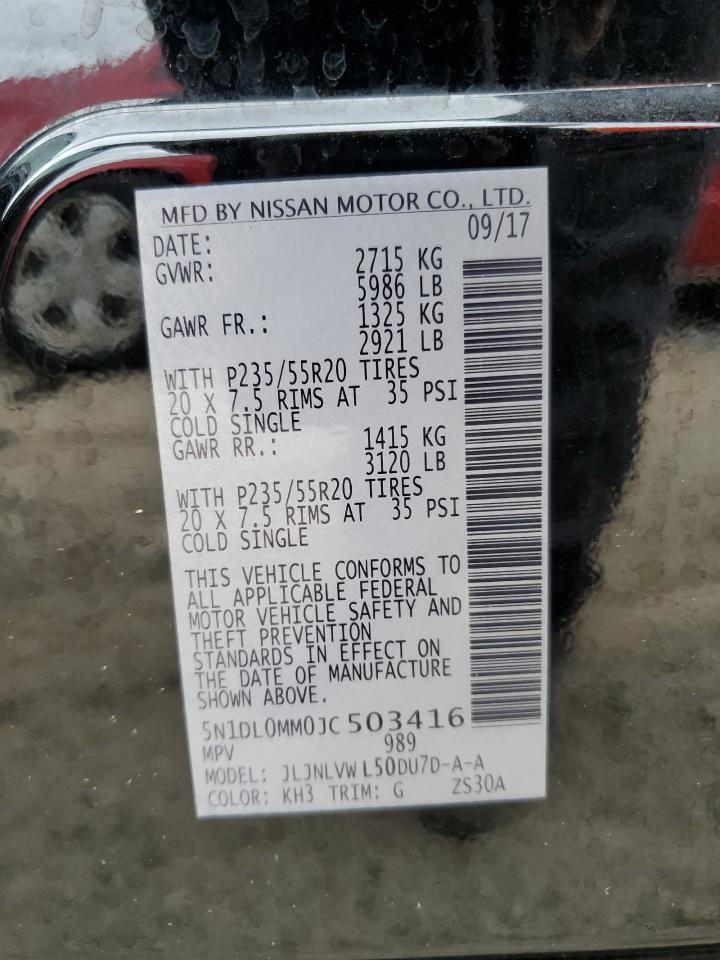 MFD BY NISSAN MOTOR CO., LTD.
DATE: 09/17
GVWR: 2715 KG
5986 LB
GAWR FR.: 1325 KG
2921 LB
WITH P235/55R20 TIRES
20 X 7.5 RIMS AT 35 PSI
COLD SINGLE
GAWR RR.: 1415 KG
3120 LB
WITH P235/55R20 TIRES
20 X 7.5 RIMS AT 35 PSI
COLD SINGLE
THIS VEHICLE CONFORMS TO
ALL APPLICABLE FEDERAL
MOTOR VEHICLE SAFETY AND
THEFT PREVENTION
STANDARDS IN EFFECT ON
THE DATE OF MANUFACTURE
SHOWN ABOVE.
5N1DL0MM0JC 503416
MPV 989
MODEL: JLJNLVW L50DU7D-A-A
COLOR: KH3 TRIM: G ZS30A